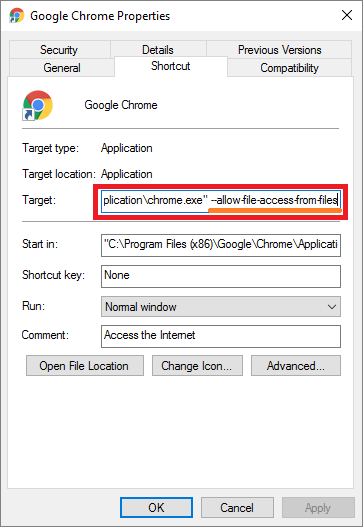 Google Chrome Properties
Security Details Previous Versions
General Shortcut Compatibility
Google Chrome
Target type: Application
Target location: Application
Target: plication\chrome.exe" --allow-file-access-from-files
Start in: "C:\Program Files (x86)\Google\Chrome\Applicati
Shortcut key: None
Run: Normal window
Comment: Access the Internet
Open File Location Change Icon... Advanced...
OK Cancel Apply